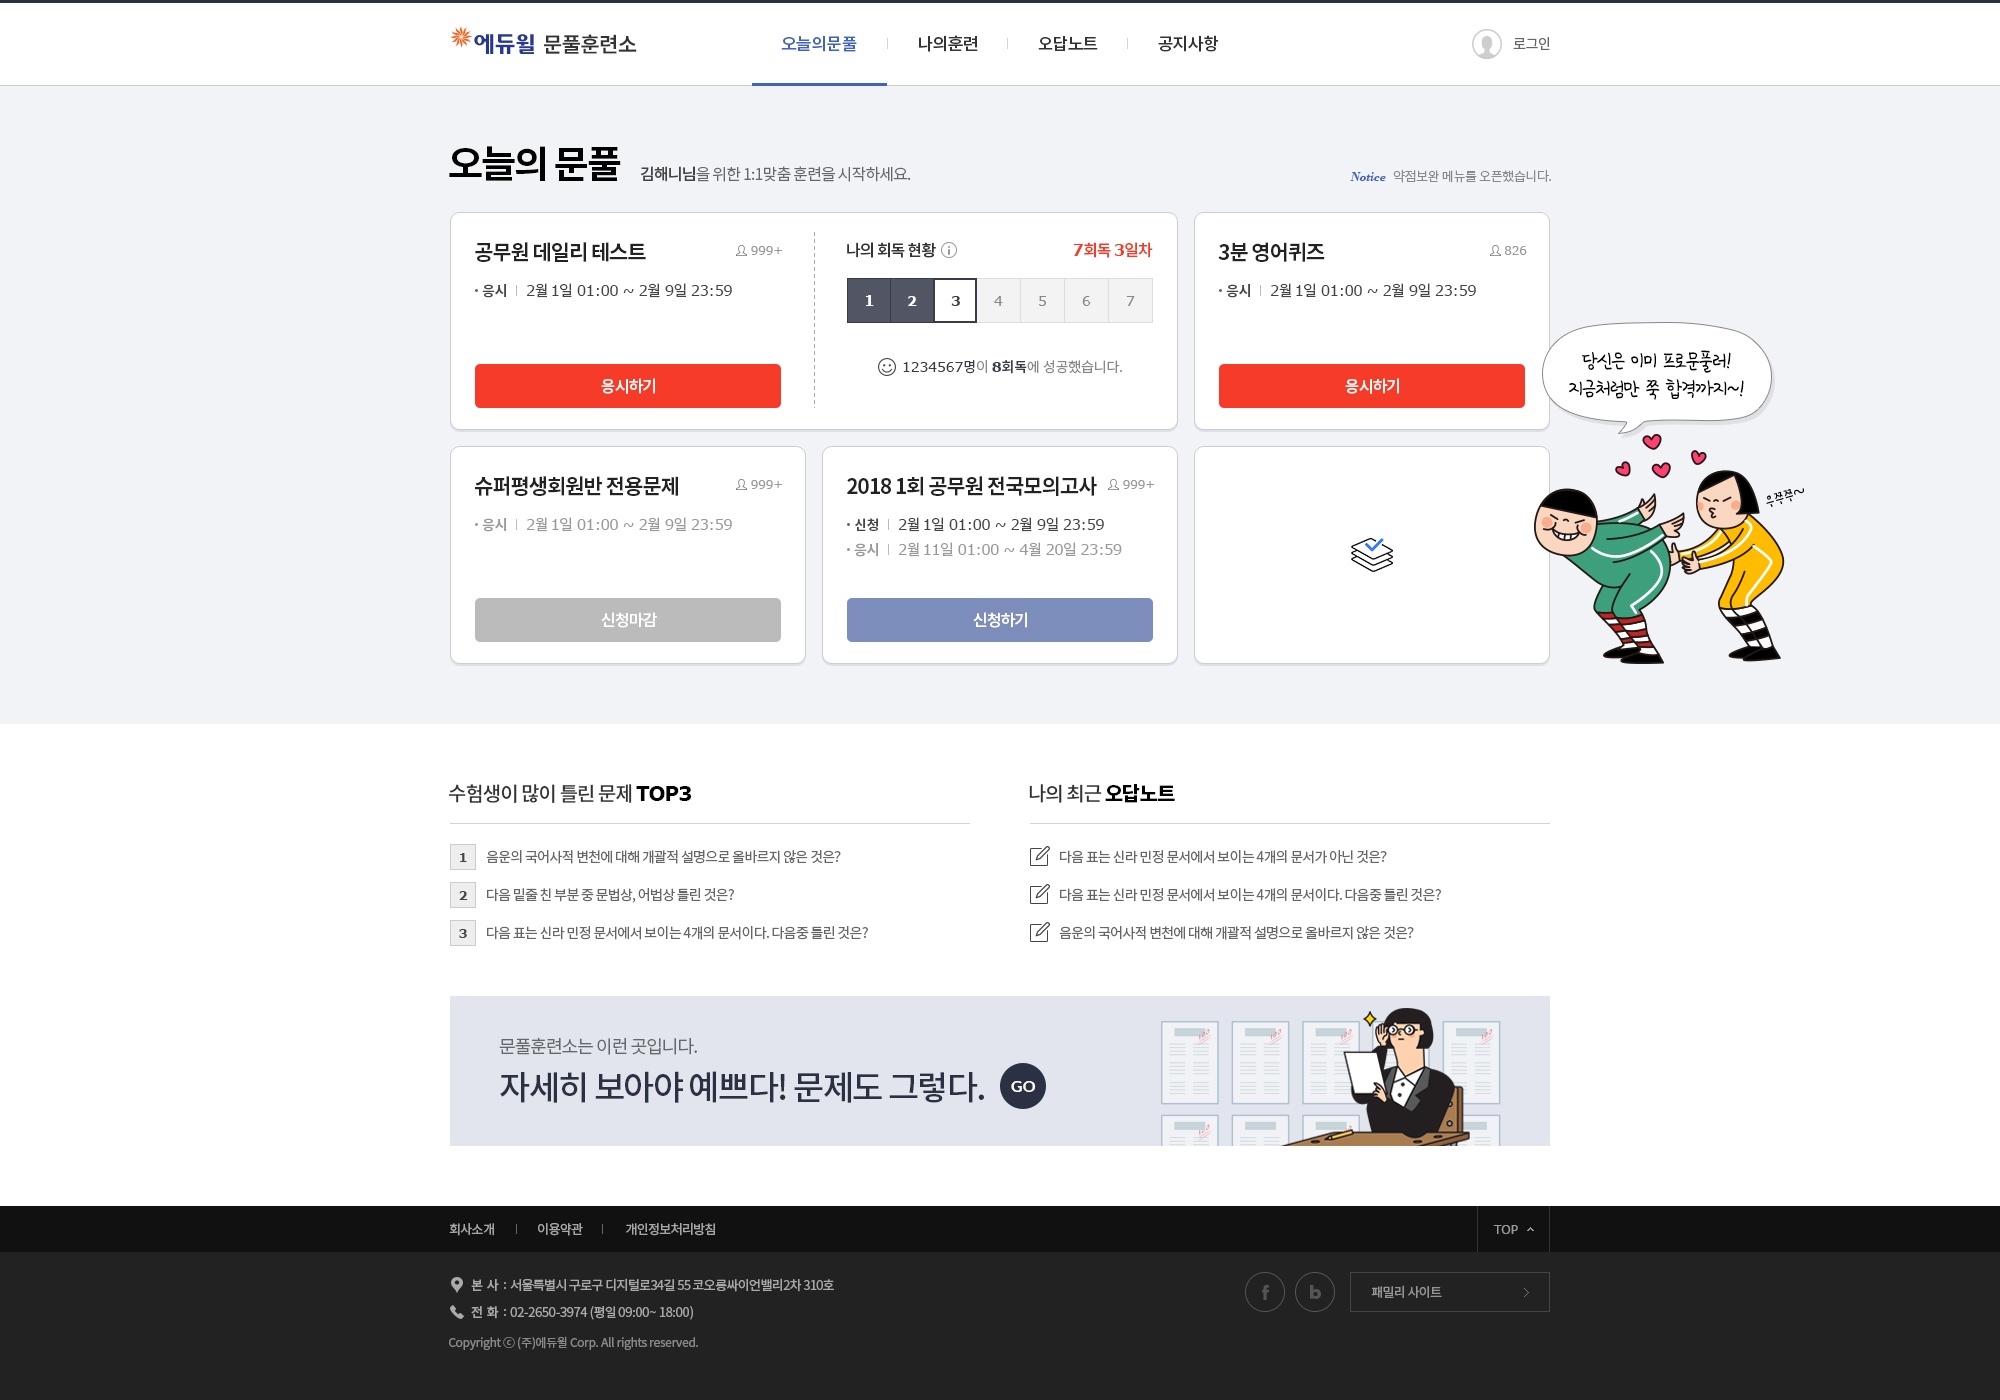 에듀윌 문풀훈련소
오늘의문풀
나의훈련
오답노트
공지사항
로그인
오늘의 문풀 김해니님을 위한 1:1맞춤 훈련을 시작하세요.
Notice 약점보완 메뉴를 오픈했습니다.
공무원 데일리 테스트 999+
· 응시 2월 1일 01:00 ~ 2월 9일 23:59
응시하기
나의 회독 현황 7회독 3일차
1 2 3 4 5 6 7
1234567명이 8회독에 성공했습니다.
3분 영어퀴즈 826
· 응시 2월 1일 01:00 ~ 2월 9일 23:59
응시하기
당신은 이미 프로문풀러!
지금처럼만 쭉 합격까지~!
으쭈쭈~
슈퍼평생회원반 전용문제 999+
· 응시 2월 1일 01:00 ~ 2월 9일 23:59
신청마감
2018 1회 공무원 전국모의고사 999+
· 신청 2월 1일 01:00 ~ 2월 9일 23:59
· 응시 2월 11일 01:00 ~ 4월 20일 23:59
신청하기
수험생이 많이 틀린 문제 TOP3
1 음운의 국어사적 변천에 대해 개괄적 설명으로 올바르지 않은 것은?
2 다음 밑줄 친 부분 중 문법상, 어법상 틀린 것은?
3 다음 표는 신라 민정 문서에서 보이는 4개의 문서이다. 다음중 틀린 것은?
나의 최근 오답노트
다음 표는 신라 민정 문서에서 보이는 4개의 문서가 아닌 것은?
다음 표는 신라 민정 문서에서 보이는 4개의 문서이다. 다음중 틀린 것은?
음운의 국어사적 변천에 대해 개괄적 설명으로 올바르지 않은 것은?
문풀훈련소는 이런 곳입니다.
자세히 보아야 예쁘다! 문제도 그렇다. GO
회사소개
이용약관
개인정보처리방침
TOP
본 사 : 서울특별시 구로구 디지털로34길 55 코오롱싸이언밸리2차 310호
전 화 : 02-2650-3974 (평일 09:00~ 18:00)
Copyright ⓒ (주)에듀윌 Corp. All rights reserved.
f
b
패밀리 사이트